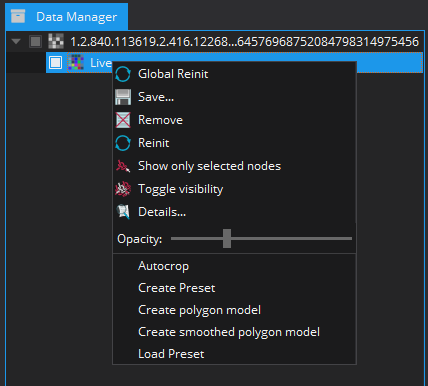 Data Manager
1.2.840.113619.2.416.12268...64576968752084798314975456
Live
Global Reinit
Save...
Remove
Reinit
Show only selected nodes
Toggle visibility
Details...
Opacity:
Autocrop
Create Preset
Create polygon model
Create smoothed polygon model
Load Preset